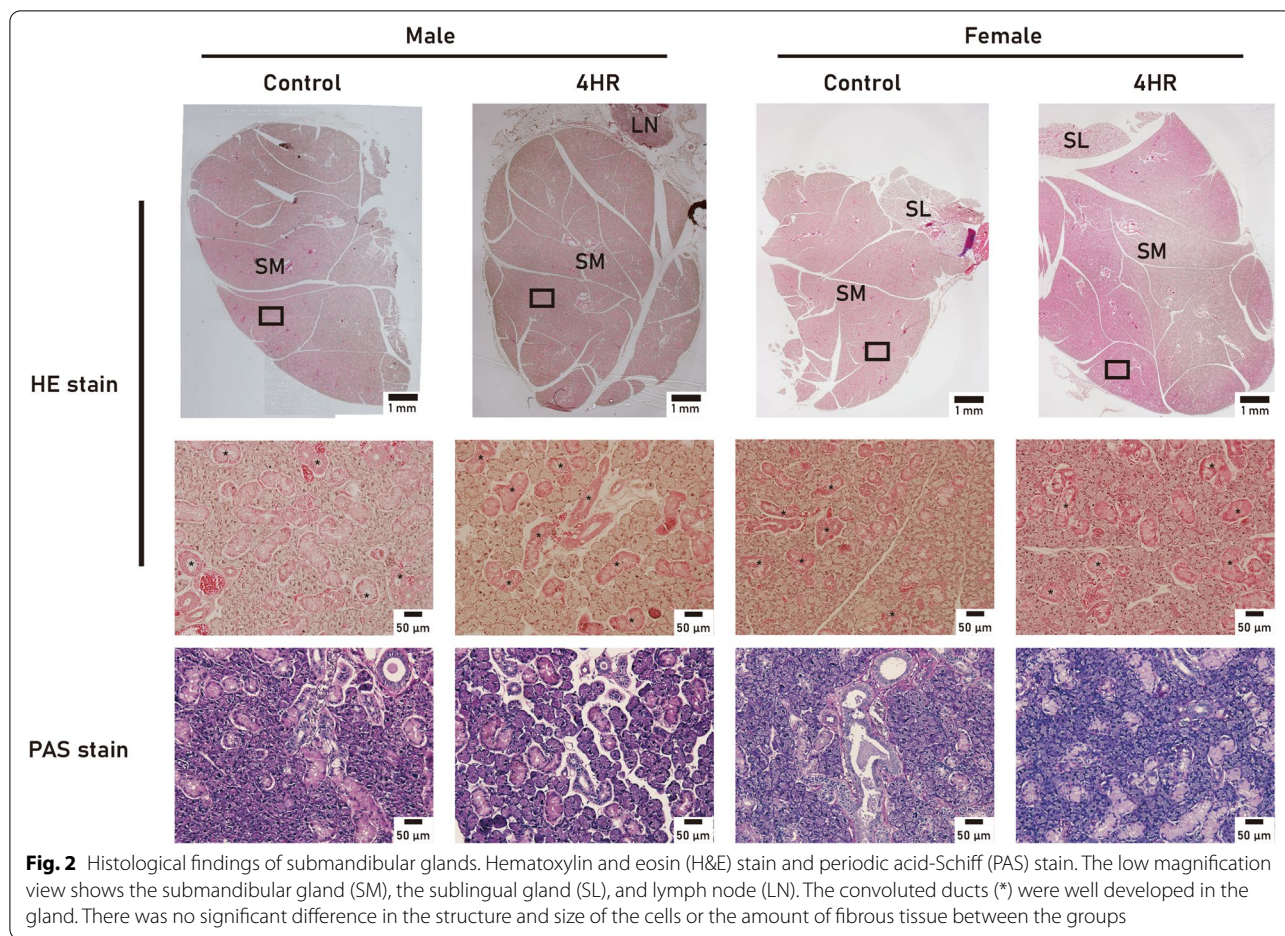 Male Female
Control 4HR Control 4HR
LN
SL
SL
SM
SM
SM
SM
HE stain
1 mm 1 mm 1 mm 1 mm
* * * * *
* * * * * * * *
* * * * * * *
* * * * * * *
50 μm 50 μm 50 μm 50 μm
PAS stain
50 μm 50 μm 50 μm 50 μm
Fig. 2 Histological findings of submandibular glands. Hematoxylin and eosin (H&E) stain and periodic acid-Schiff (PAS) stain. The low magnification
view shows the submandibular gland (SM), the sublingual gland (SL), and lymph node (LN). The convoluted ducts (*) were well developed in the
gland. There was no significant difference in the structure and size of the cells or the amount of fibrous tissue between the groups